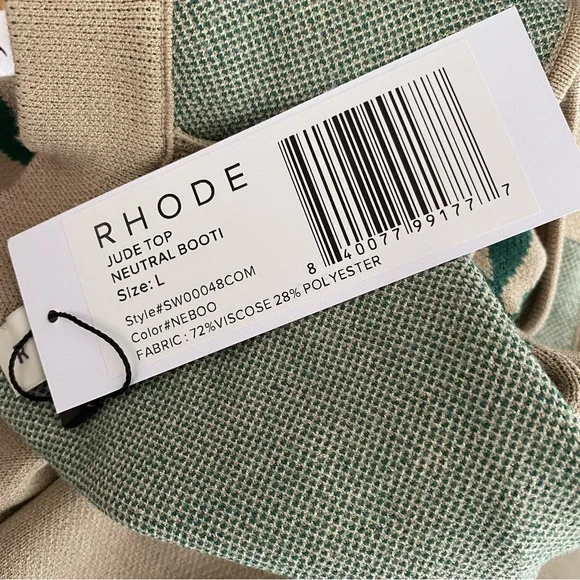 RHODE
JUDE TOP
NEUTRAL BOOTI
Size: L
Style#SW00048COM
Color#NEBOO
FABRIC : 72%VISCOSE 28% POLYESTER
8 40077 99177 7
R